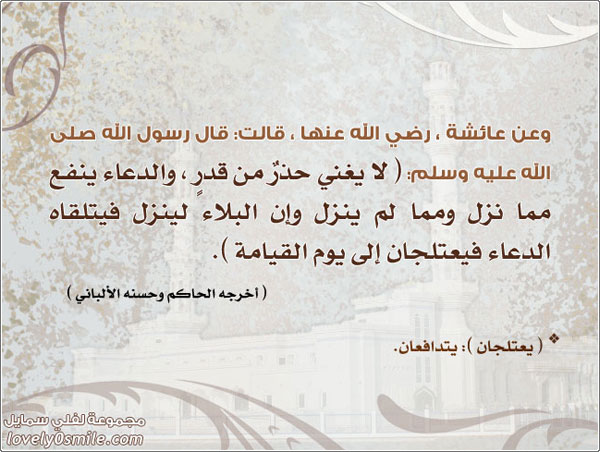 وعن عائشة ، رضي الله عنها ، قالت: قال رسول الله صلى
الله عليه وسلم: ( لا يغني حذرٌ من قدرٍ ، والدعاء ينفع
مما نزل ومما لم ينزل وإن البلاء لينزل فيتلقاه
الدعاء فيعتلجان إلى يوم القيامة ).
( أخرجه الحاكم وحسنه الألباني )
❖ ( يعتلجان ): يتدافعان.
مجموعة لفلي سمايل
lovely0smile.com